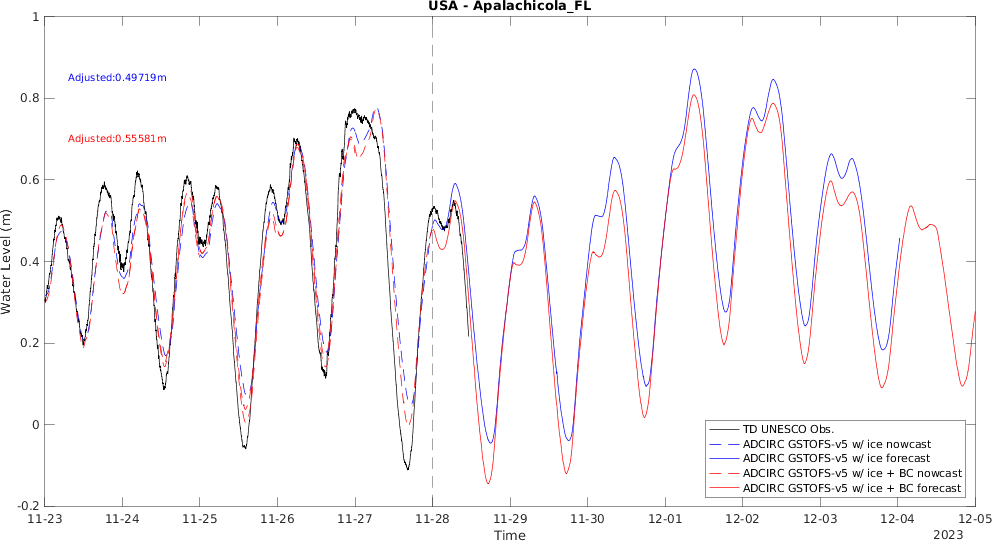 USA - Apalachicola_FL
1
0.8
0.6
0.4
0.2
0
-0.2
Water Level (m)
Adjusted:0.49719m
Adjusted:0.55581m
TD UNESCO Obs.
ADCIRC GSTOFS-v5 w/ ice nowcast
ADCIRC GSTOFS-v5 w/ ice forecast
ADCIRC GSTOFS-v5 w/ ice + BC nowcast
ADCIRC GSTOFS-v5 w/ ice + BC forecast
11-23 11-24 11-25 11-26 11-27 11-28 11-29 11-30 12-01 12-02 12-03 12-04 12-05
Time
2023